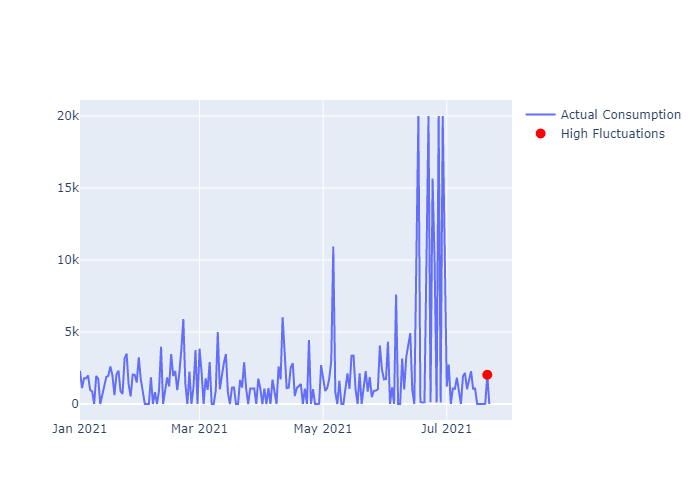 20k
15k
10k
5k
0
Jan 2021
Mar 2021
May 2021
Jul 2021
Actual Consumption
High Fluctuations